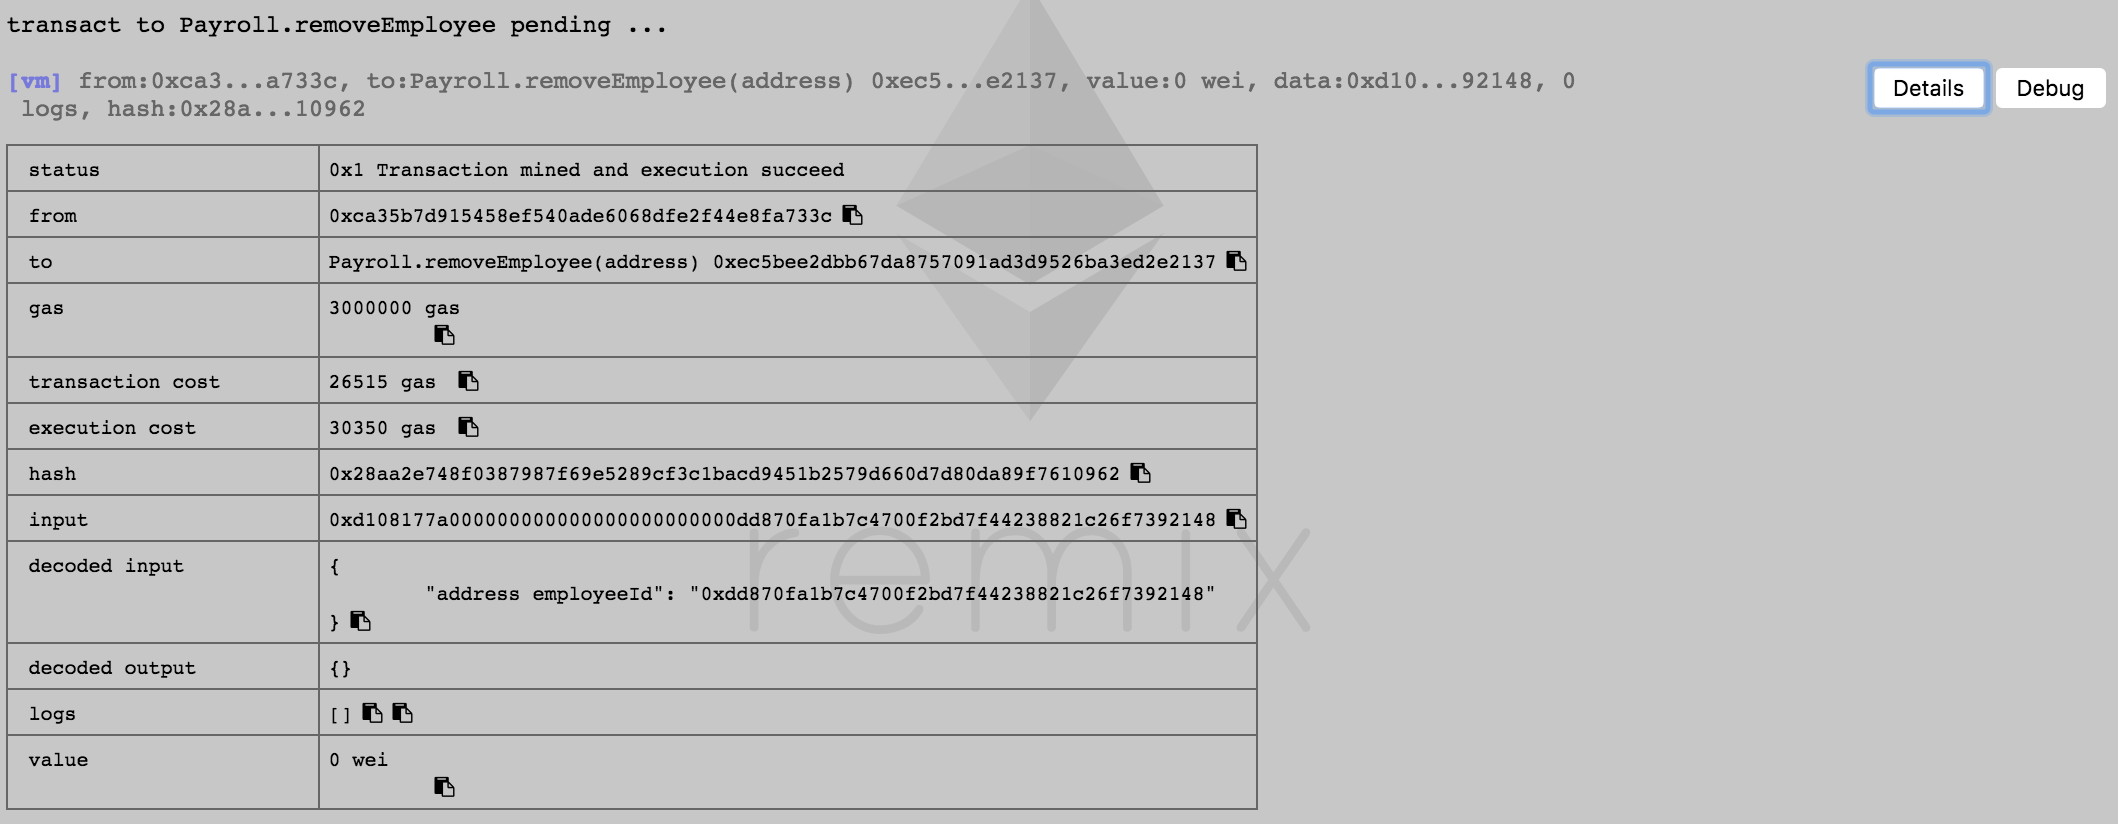 transact to Payroll.removeEmployee pending ...
[vm] from:0xca3...a733c, to:Payroll.removeEmployee(address) 0xec5...e2137, value:0 wei, data:0xd10...92148, 0
logs, hash:0x28a...10962
Details Debug
status 0x1 Transaction mined and execution succeed
from 0xca35b7d915458ef540ade6068dfe2f44e8fa733c
to Payroll.removeEmployee(address) 0xec5bee2dbb67da8757091ad3d9526ba3ed2e2137
gas 3000000 gas
transaction cost 26515 gas
execution cost 30350 gas
hash 0x28aa2e748f0387987f69e5289cf3c1bacd9451b2579d660d7d80da89f7610962
input 0xd108177a000000000000000000000000dd870fa1b7c4700f2bd7f44238821c26f7392148
decoded input {
"address employeeId": "0xdd870fa1b7c4700f2bd7f44238821c26f7392148"
}
decoded output {}
logs []
value 0 wei
remix